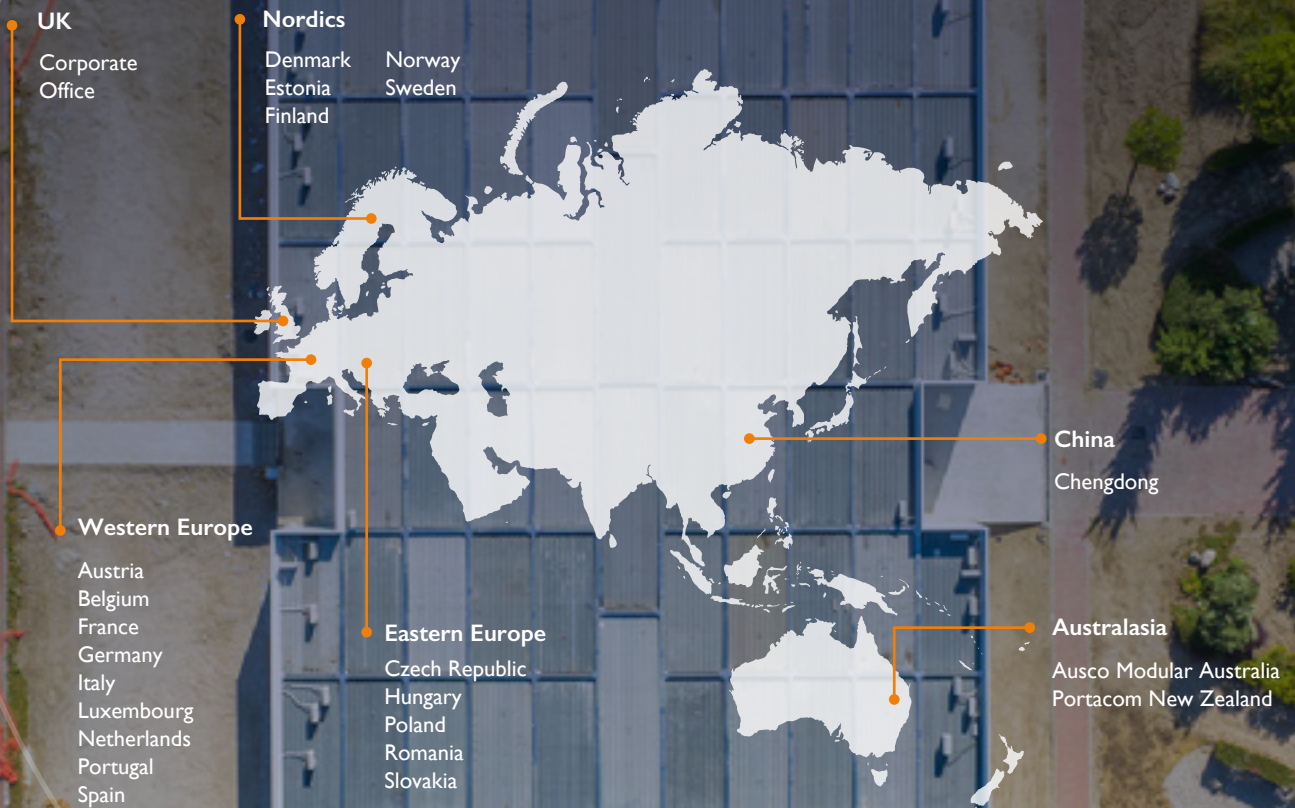 UK
Corporate
Office
Nordics
Denmark Norway
Estonia Sweden
Finland
Western Europe
Austria
Belgium
France
Germany
Italy
Luxembourg
Netherlands
Portugal
Spain
Eastern Europe
Czech Republic
Hungary
Poland
Romania
Slovakia
China
Chengdong
Australasia
Ausco Modular Australia
Portacom New Zealand